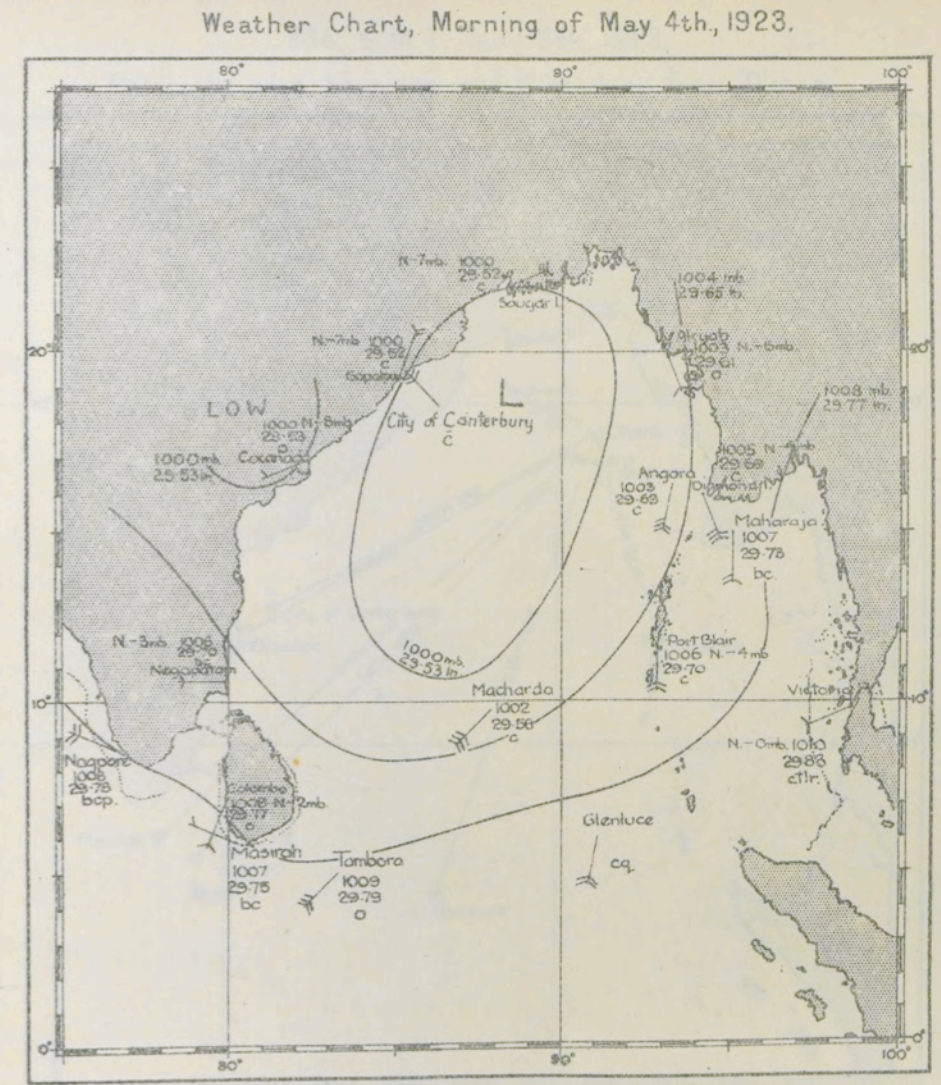 Weather Chart, Morning of May 4th., 1923.
80° 90° 100°
N-7mb. 1000
29·52
c
Saugar I.
1004 mb.
29·65 in.
N.-7mb 1000
29·52
c
Gopalpur
20° 20°
Akyab
1003 N.-6mb.
29·61
o
L
LOW
City of Canterbury
c
1008 mb.
29·77 in.
1000 N-8mb
29·53
o
Cocanada
1000 mb.
29·53 in.
Angora
1003
29·63
c
1005
29·69
c
Diamond I.
Maharaja
1007
29·73
bc.
1000 mb.
29·53 in.
N.-3mb 1006
Negapatam
Port Blair
1006 N.-4mb
29·70
c
Victoria Pt.
10° 10°
Macharda
1002
29·58
c
N.-0mb. 1010
29·83
c.t.l.r.
Nagpore
1008
29·78
bcp.
Colombo
1008 N-2mb.
29·77
o
Glenluce
cq.
Masirah
1007
29·75
bc
Tambora
1009
29·79
o
0° 0°
80° 90° 100°